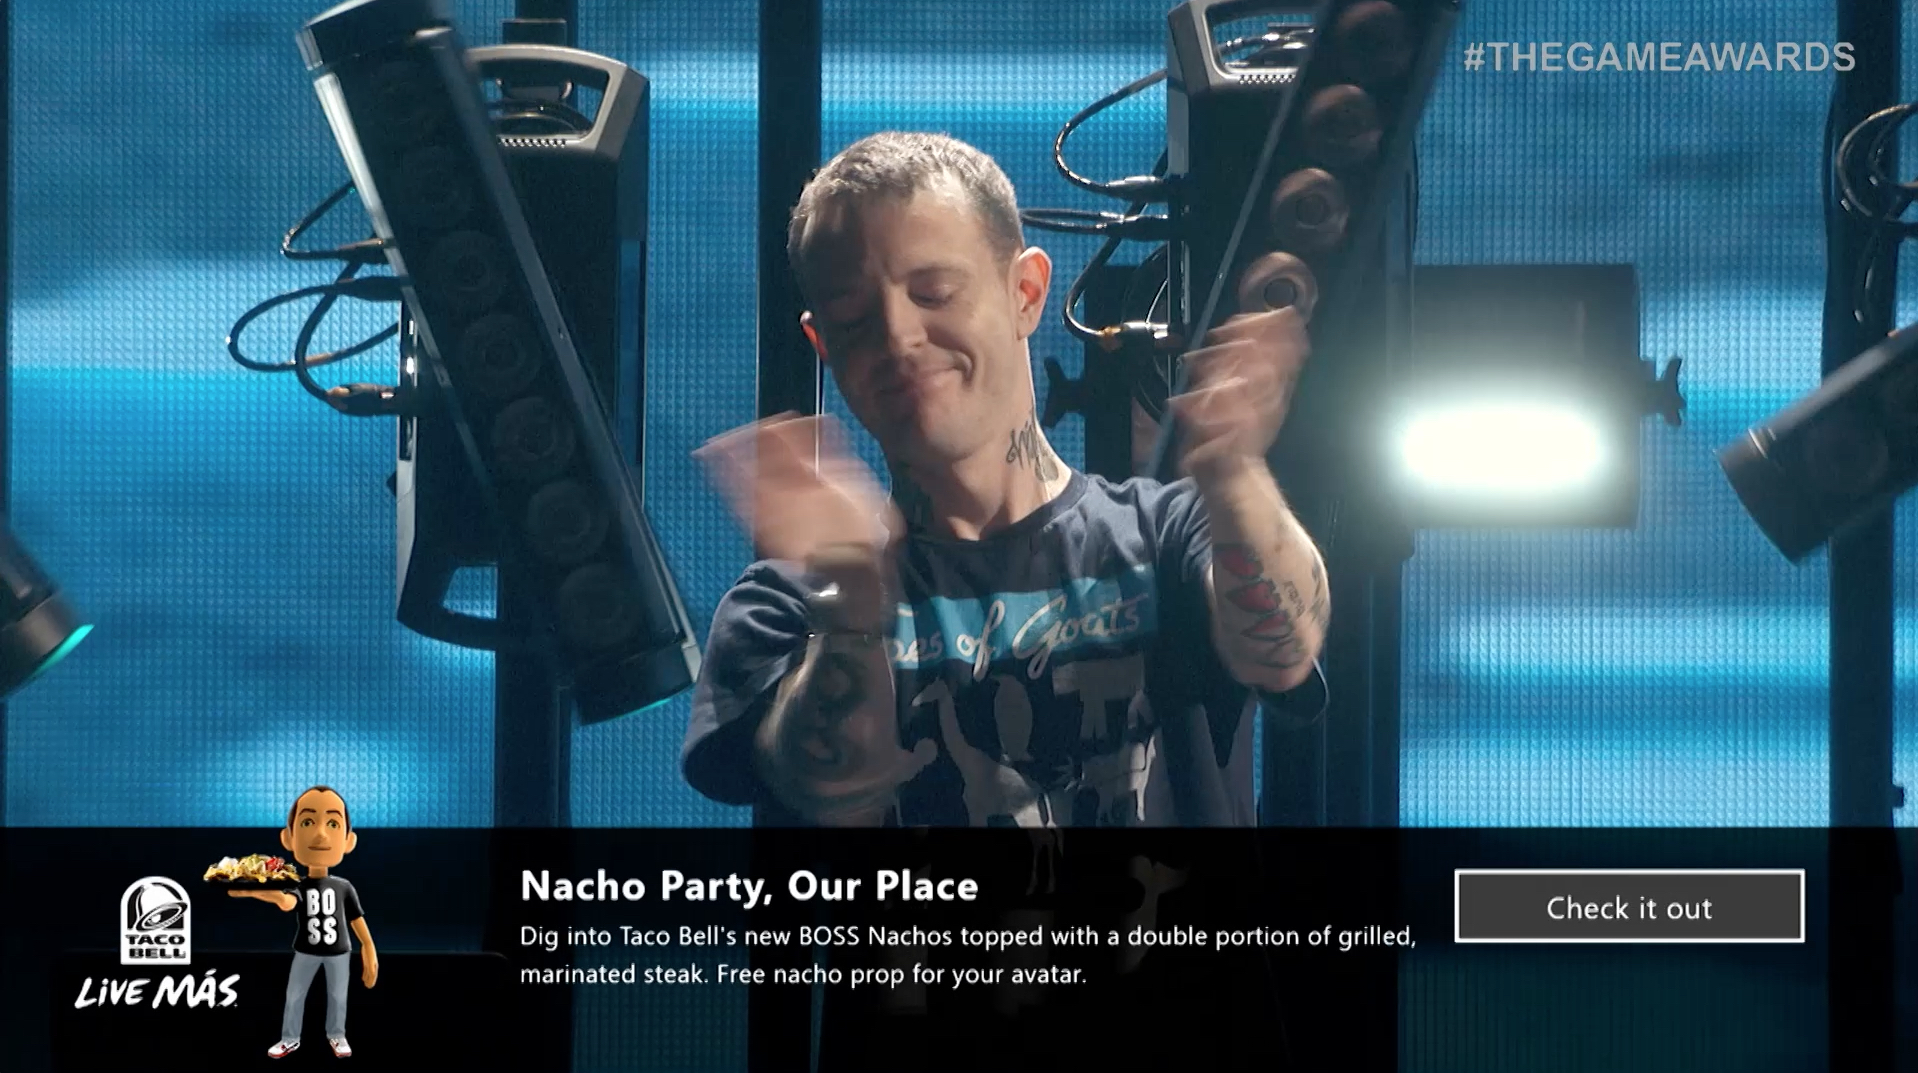 #THEGAMEAWARDS
of Goats
BO
SS
TACO
BELL
LiVE MÁS
Nacho Party, Our Place
Dig into Taco Bell's new BOSS Nachos topped with a double portion of grilled,
marinated steak. Free nacho prop for your avatar.
Check it out